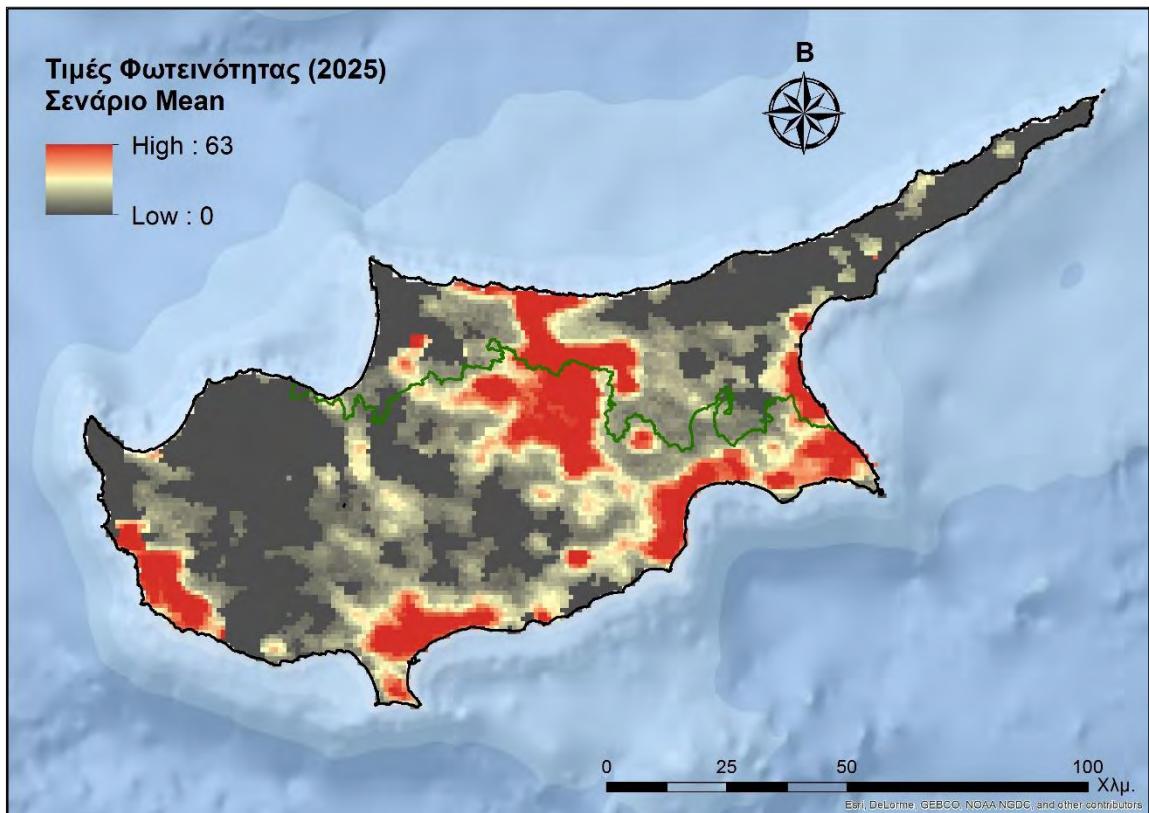 Τιμές Φωτεινότητας (2025)
Σενάριο Mean
High : 63
Low : 0
Β
0 25 50 100
Χλμ.
Esri, DeLorme, GEBCO, NOAA NGDC, and other contributors